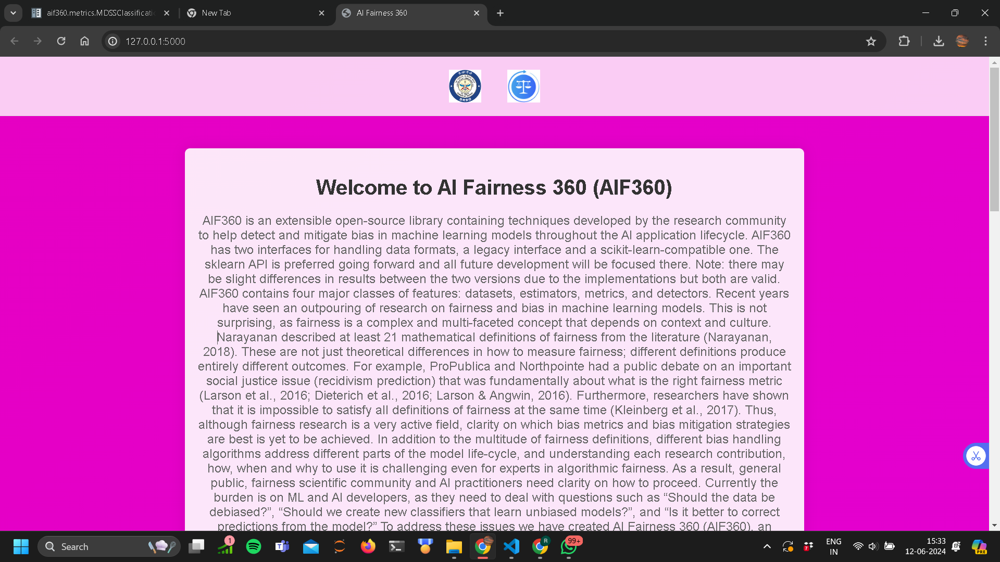 aif360.metrics.MDSSClassificatio
New Tab
AI Fairness 360
127.0.0.1:5000
DRDO
Welcome to AI Fairness 360 (AIF360)
AIF360 is an extensible open-source library containing techniques developed by the research community
to help detect and mitigate bias in machine learning models throughout the AI application lifecycle. AIF360
has two interfaces for handling data formats, a legacy interface and a scikit-learn-compatible one. The
sklearn API is preferred going forward and all future development will be focused there. Note: there may
be slight differences in results between the two versions due to the implementations but both are valid.
AIF360 contains four major classes of features: datasets, estimators, metrics, and detectors. Recent years
have seen an outpouring of research on fairness and bias in machine learning models. This is not
surprising, as fairness is a complex and multi-faceted concept that depends on context and culture.
Narayanan described at least 21 mathematical definitions of fairness from the literature (Narayanan,
2018). These are not just theoretical differences in how to measure fairness; different definitions produce
entirely different outcomes. For example, ProPublica and Northpointe had a public debate on an important
social justice issue (recidivism prediction) that was fundamentally about what is the right fairness metric
(Larson et al., 2016; Dieterich et al., 2016; Larson & Angwin, 2016). Furthermore, researchers have shown
that it is impossible to satisfy all definitions of fairness at the same time (Kleinberg et al., 2017). Thus,
although fairness research is a very active field, clarity on which bias metrics and bias mitigation strategies
are best is yet to be achieved. In addition to the multitude of fairness definitions, different bias handling
algorithms address different parts of the model life-cycle, and understanding each research contribution,
how, when and why to use it is challenging even for experts in algorithmic fairness. As a result, general
public, fairness scientific community and AI practitioners need clarity on how to proceed. Currently the
burden is on ML and AI developers, as they need to deal with questions such as “Should the data be
debiased?”, “Should we create new classifiers that learn unbiased models?”, and “Is it better to correct
predictions from the model?” To address these issues we have created AI Fairness 360 (AIF360), an
Search
1
R
99+
7
ENG
IN
15:33
12-06-2024
PRE